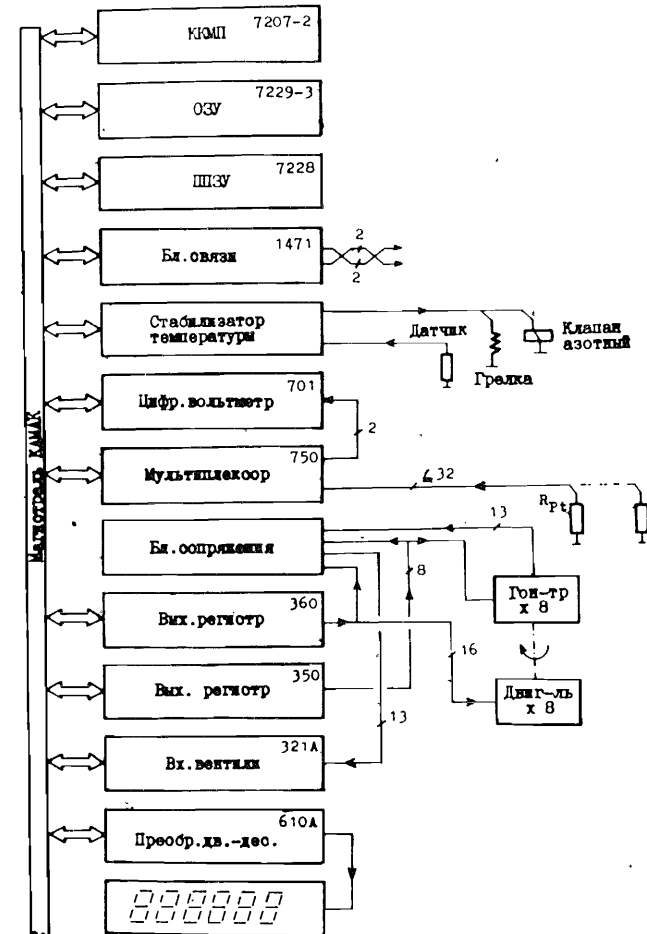 7207-2
ККМП
7229-3
ОЗУ
7228
ППЗУ
1471
Бл.связи
2
2
Стабилизатор
температуры
Датчик
Грелка
Клапан
азотный
701
Цифр.вольтметр
2
750
Мультиплексор
⩽ 32
RPt
Магистраль КАМАК
Бл.сопряжения
13
8
Гон-тр
x 8
360
Вых.регистр
16
Двиг-ль
x 8
350
Вых. регистр
13
321А
Вх.вентили
610А
Преобр.дв.-дес.
888888